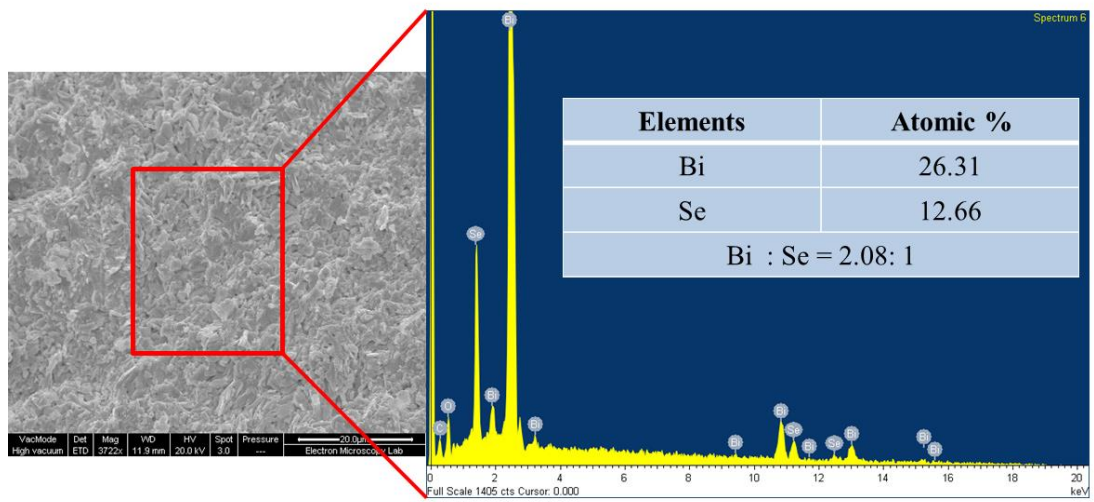 Spectrum 6
Bi
Elements Atomic %
Bi 26.31
Se 12.66
Bi : Se = 2.08: 1
Se
O
Bi
C
Bi
Bi
Bi
Se
Bi
Se
Bi
Bi
Bi
2 4 6 8 10 12 14 16 18 20
Full Scale 1405 cts Cursor: 0.000 keV
VacMode Det Mag WD HV Spot Pressure 20.0µm
High vacuum ETD 3722x 11.9 mm 20.0 kV 3.0 --- Electron Microscopy Lab